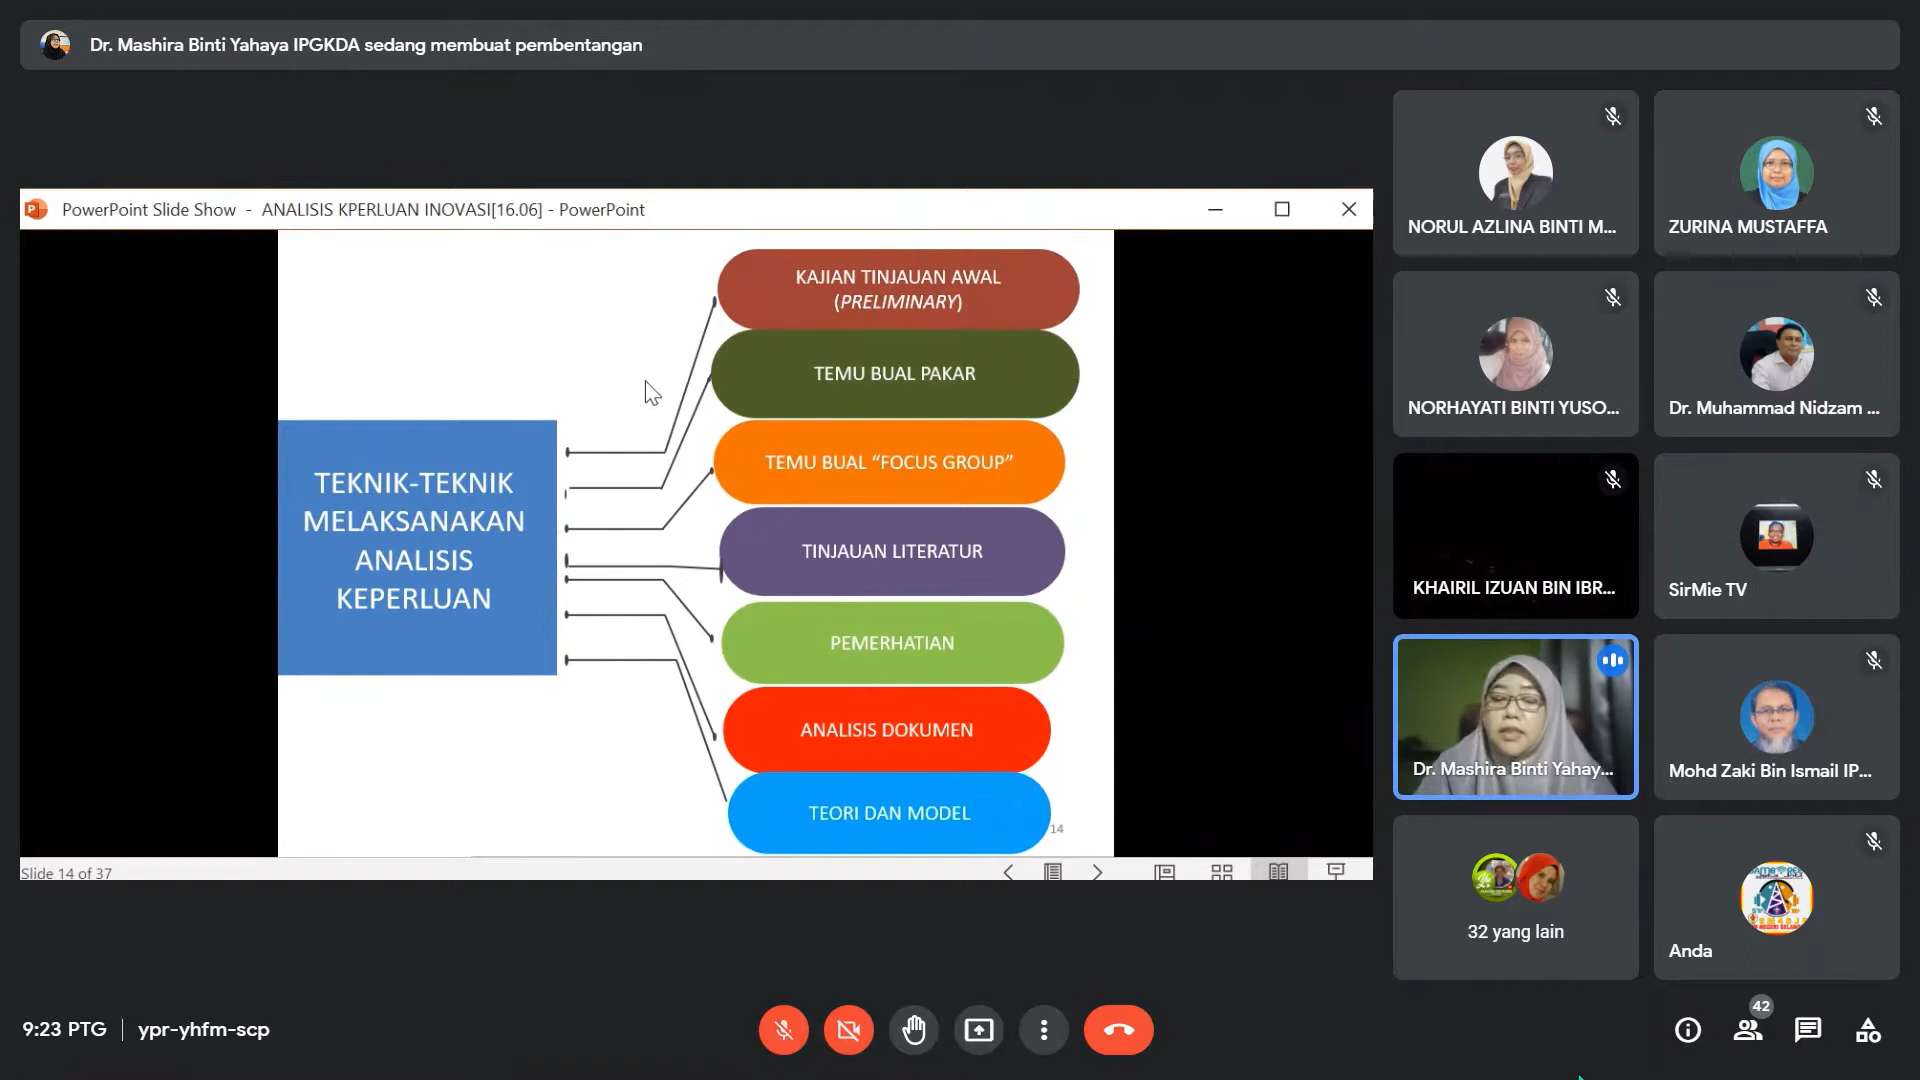 Dr. Mashira Binti Yahaya IPGKDA sedang membuat pembentangan
PowerPoint Slide Show - ANALISIS KPERLUAN INOVASI[16.06] - PowerPoint
TEKNIK-TEKNIK
MELAKSANAKAN
ANALISIS
KEPERLUAN
KAJIAN TINJAUAN AWAL
(PRELIMINARY)
TEMU BUAL PAKAR
TEMU BUAL “FOCUS GROUP”
TINJAUAN LITERATUR
PEMERHATIAN
ANALISIS DOKUMEN
TEORI DAN MODEL
14
Slide 14 of 37
NORUL AZLINA BINTI M...
ZURINA MUSTAFFA
NORHAYATI BINTI YUSO...
Dr. Muhammad Nidzam ...
KHAIRIL IZUAN BIN IBR...
SirMie TV
Dr. Mashira Binti Yahay...
Mohd Zaki Bin Ismail IP...
32 yang lain
Anda
9:23 PTG
ypr-yhfm-scp
42